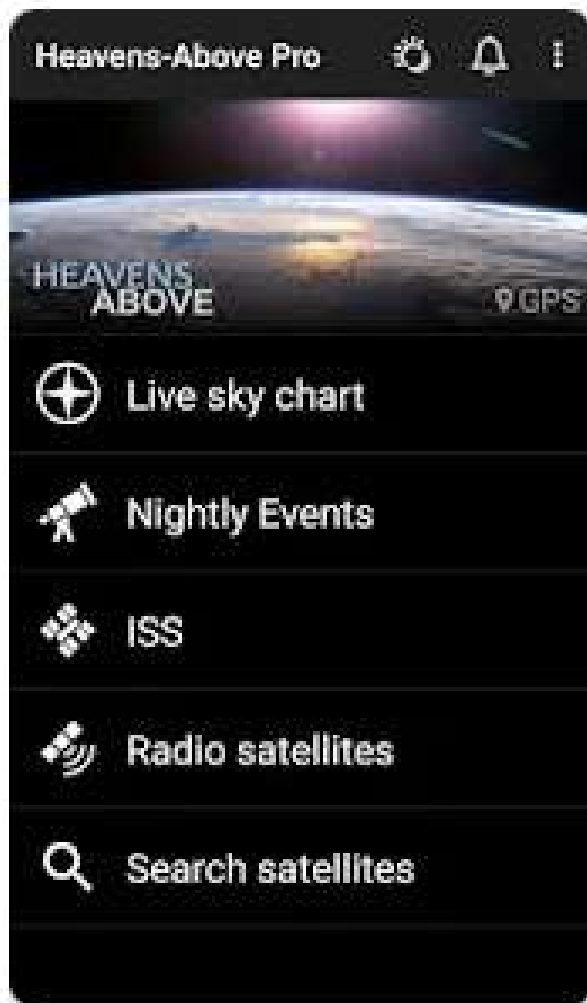 Heavens-Above Pro
HEAVENS
ABOVE
GPS
Live sky chart
Nightly Events
ISS
Radio satellites
Search satellites